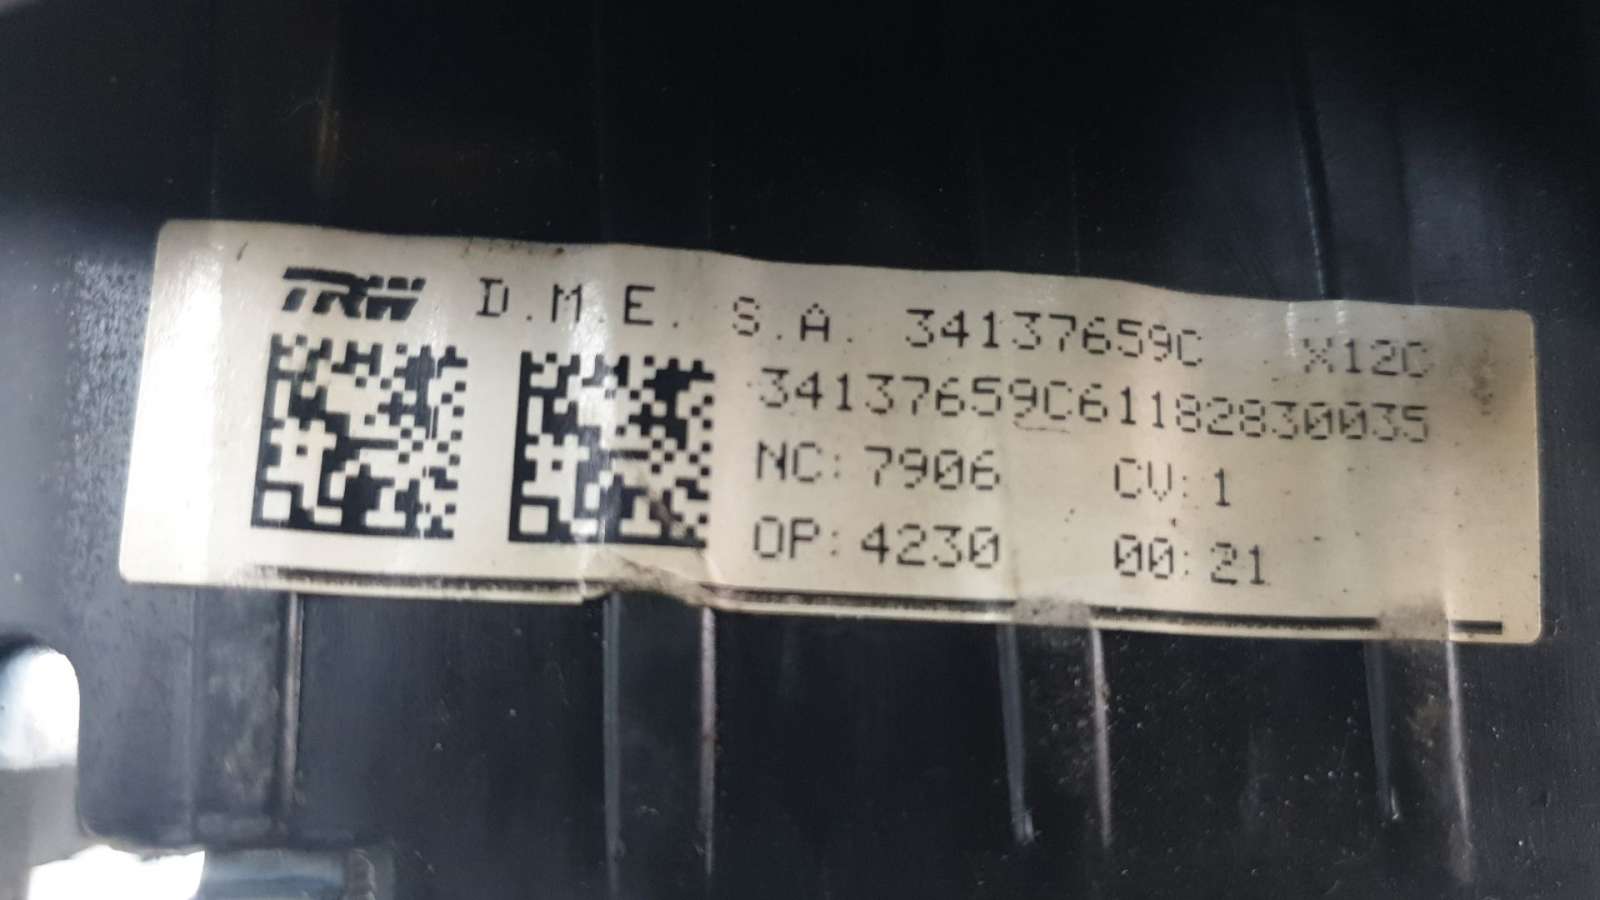 TRW D.M.E. S.A. 34137659C X12C
34137659C61182830035
NC: 7906 CV: 1
OP: 4230 00: 21